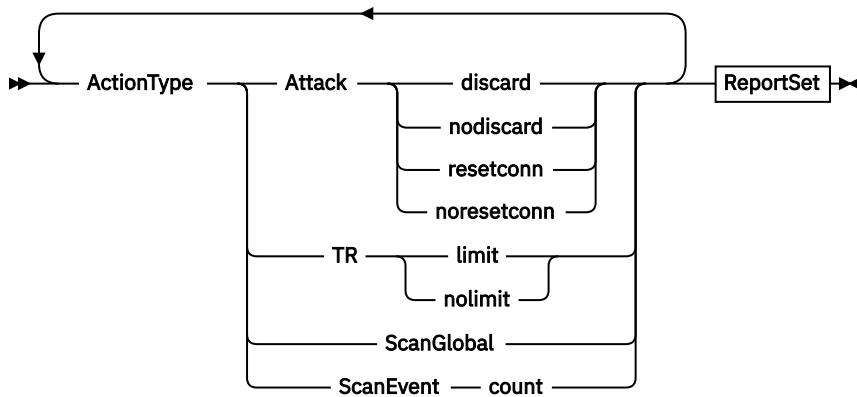 ActionType Attack discard ReportSet
nodiscard
resetconn
noresetconn
TR limit
nolimit
ScanGlobal
ScanEvent count